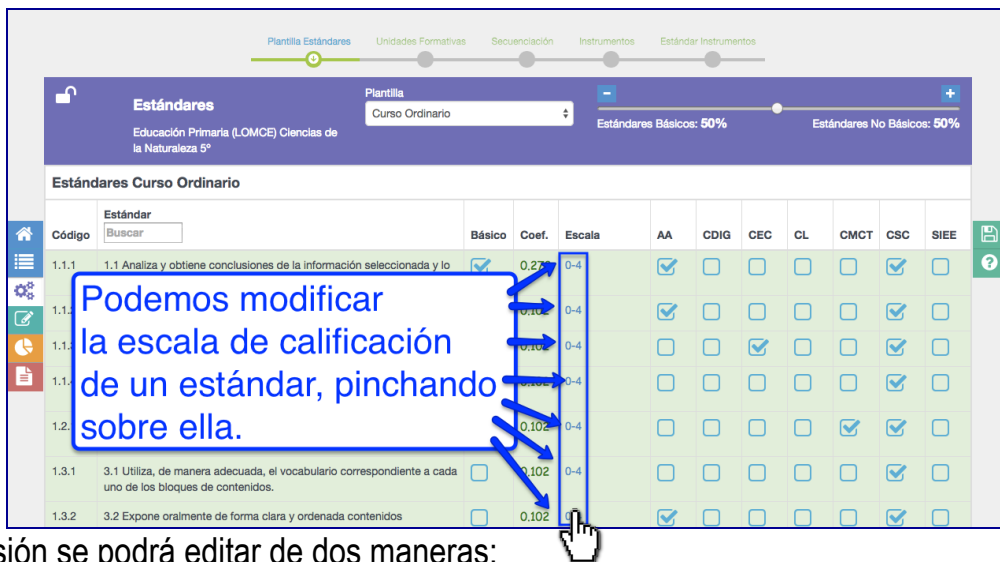 Plantilla Estándares Unidades Formativas Secuenciación Instrumentos Estándar Instrumentos
Estándares
Educación Primaria (LOMCE) Ciencias de
la Naturaleza 5º
Plantilla
Curso Ordinario
- +
Estándares Básicos: 50% Estándares No Básicos: 50%
Estándares Curso Ordinario
Código Estándar Básico Coef. Escala AA CDIG CEC CL CMCT CSC SIEE
Buscar
1.1.1 1.1 Analiza y obtiene conclusiones de la información seleccionada y lo 0-4
Podemos modificar
la escala de calificación
de un estándar, pinchando
sobre ella.
0-4
0-4
0-4
1.2. 0,102 0-4
1.3.1 3.1 Utiliza, de manera adecuada, el vocabulario correspondiente a cada 0,102 0-4
uno de los bloques de contenidos.
1.3.2 3.2 Expone oralmente de forma clara y ordenada contenidos 0,102
sión se podrá editar de dos maneras: